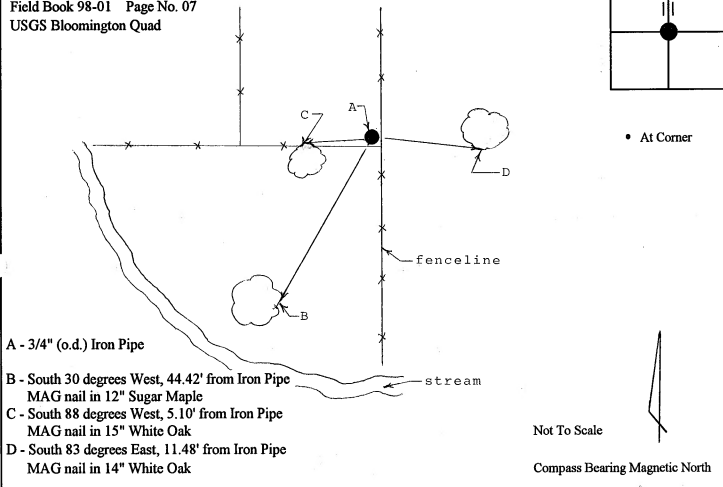 Field Book 98-01 Page No. 07
USGS Bloomington Quad
C
A
• At Corner
D
fenceline
B
A - 3/4" (o.d.) Iron Pipe
B - South 30 degrees West, 44.42' from Iron Pipe
MAG nail in 12" Sugar Maple
C - South 88 degrees West, 5.10' from Iron Pipe
MAG nail in 15" White Oak
D - South 83 degrees East, 11.48' from Iron Pipe
MAG nail in 14" White Oak
stream
Not To Scale
Compass Bearing Magnetic North